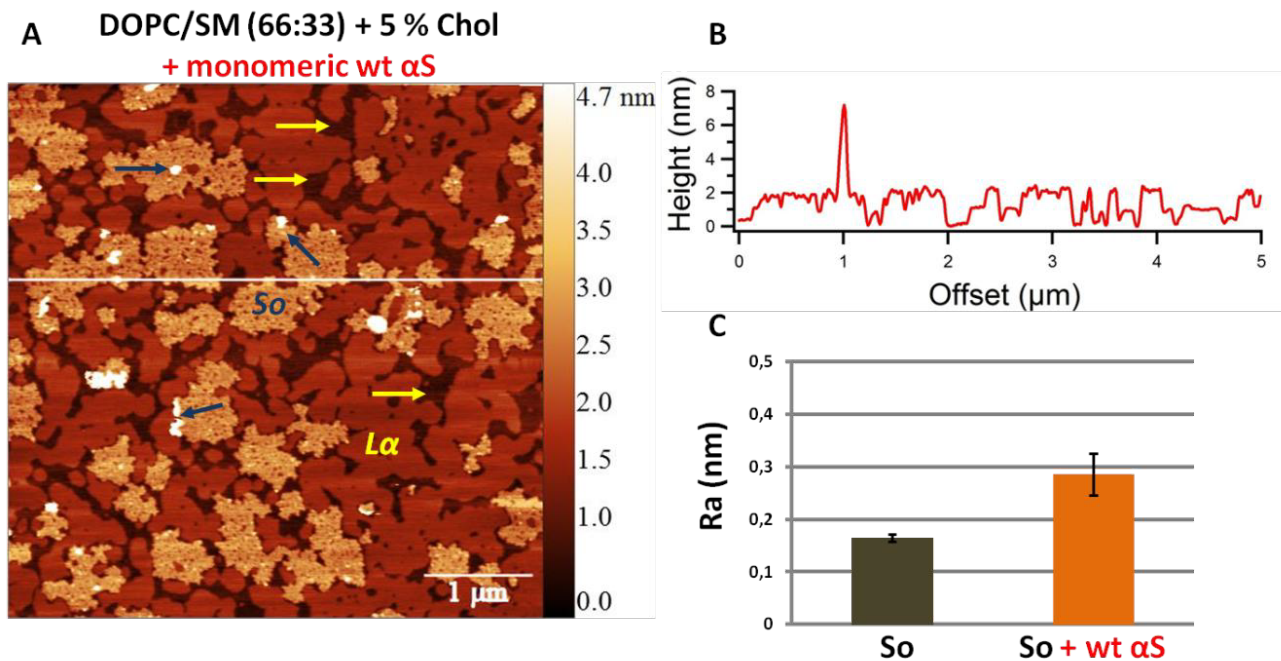 A
DOPC/SM (66:33) + 5 % Chol
+ monomeric wt αS
4.7 nm
4.0
3.5
3.0
2.5
2.0
1.5
1.0
0.0
So
Lα
1 μm
B
Height (nm)
8
6
4
2
0
0 1 2 3 4 5
Offset (μm)
C
Ra (nm)
0,5
0,4
0,3
0,2
0,1
0
So So + wt αS